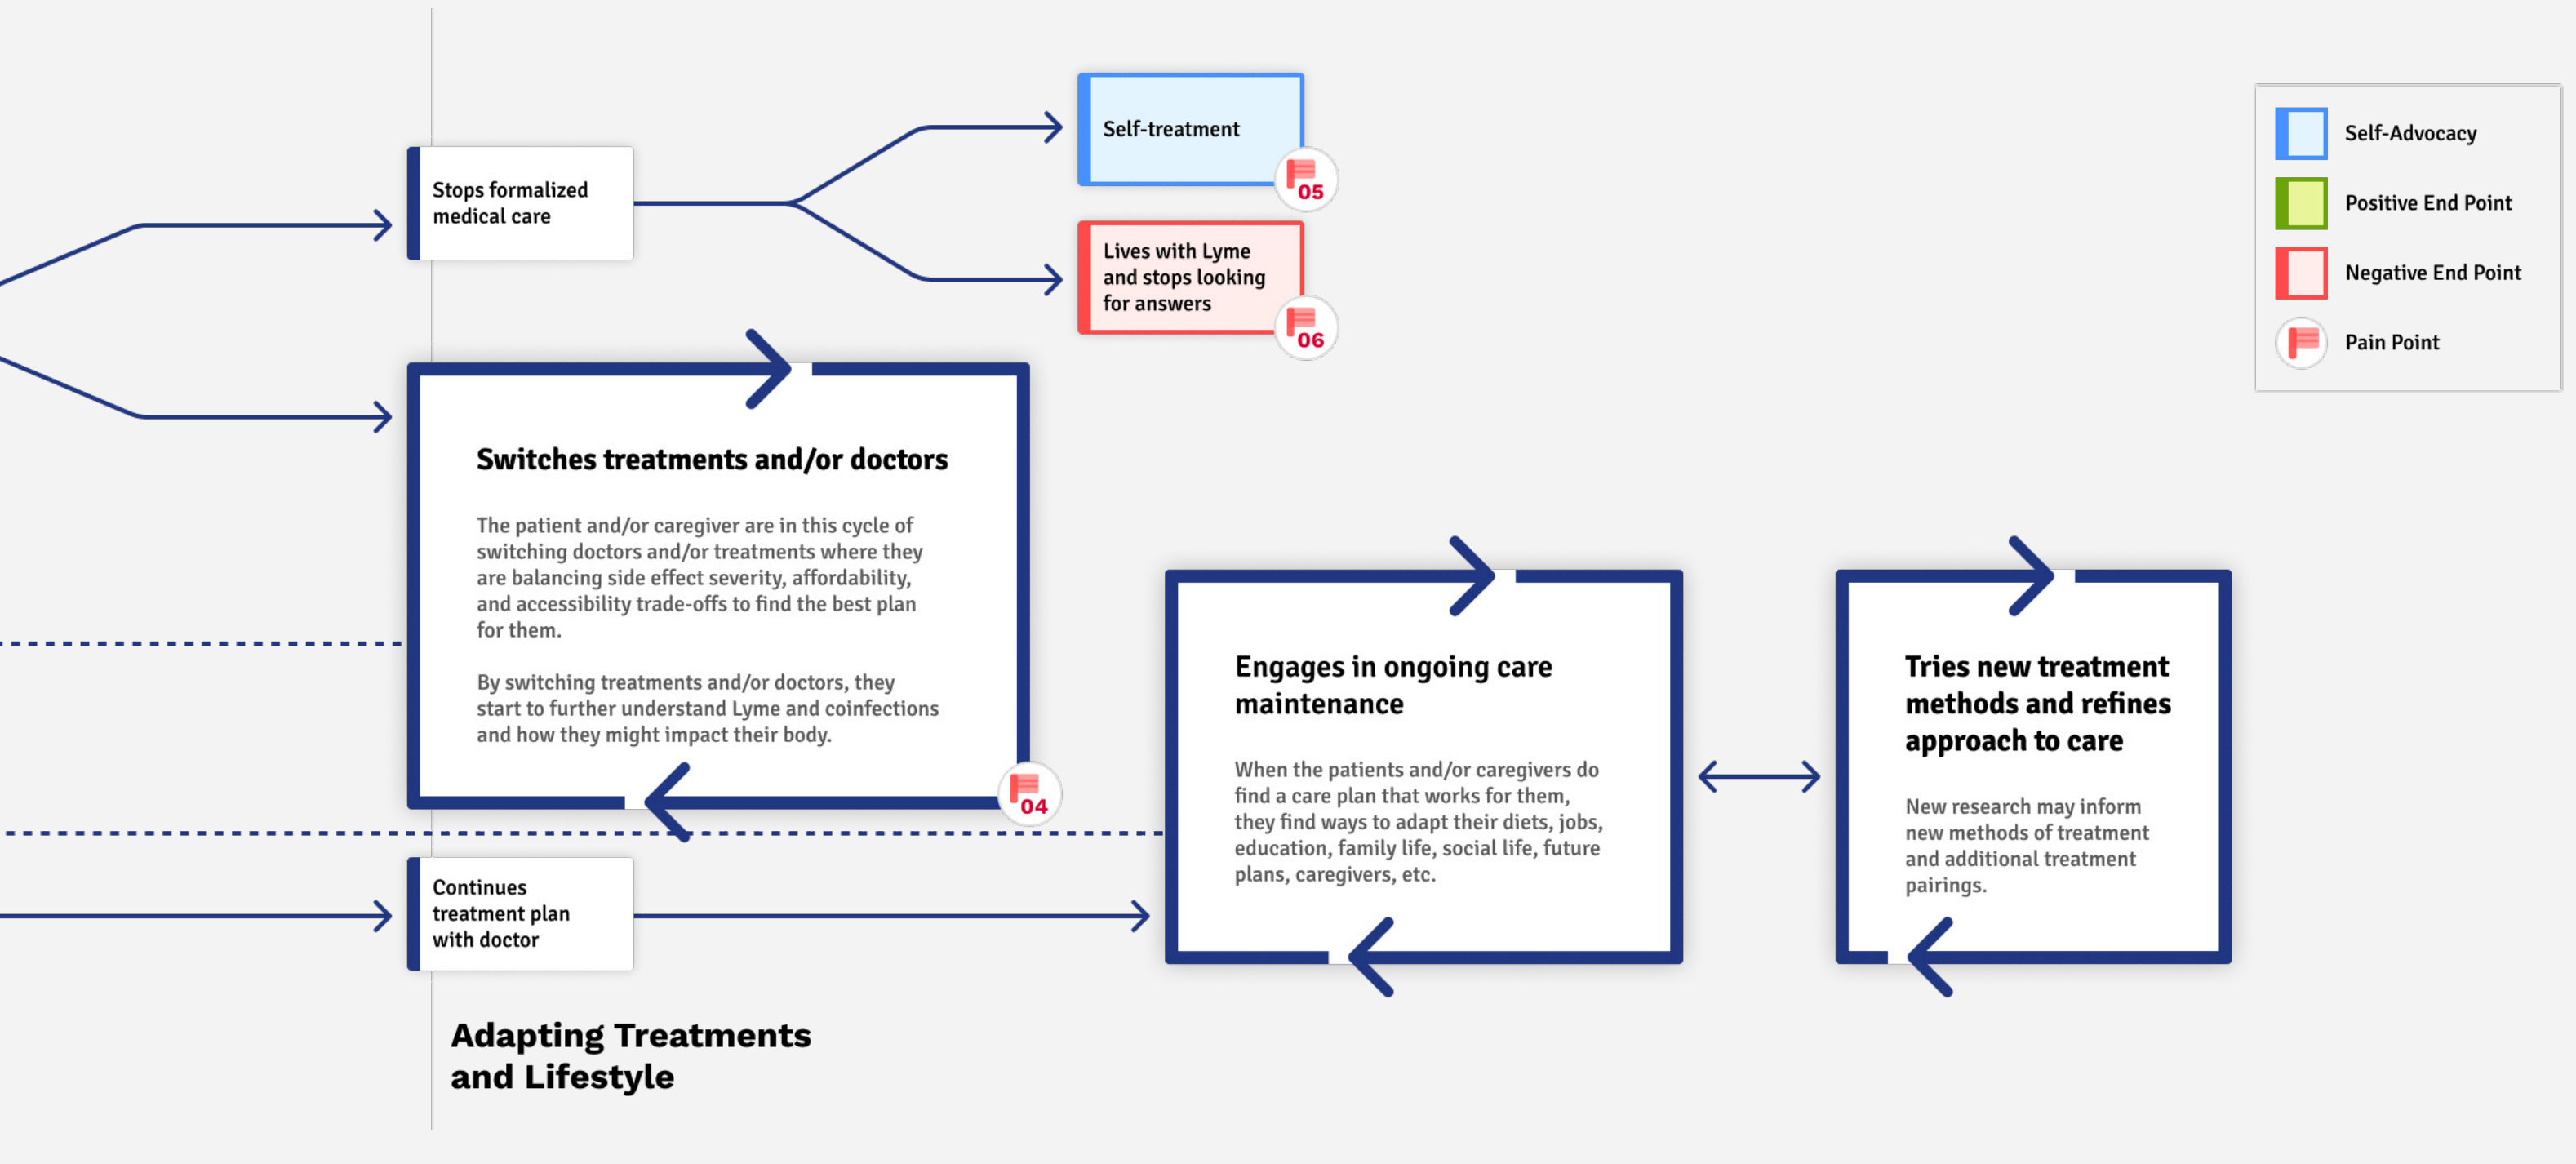 Stops formalized
medical care
Self-treatment
05
Lives with Lyme
and stops looking
for answers
06
Self-Advocacy
Positive End Point
Negative End Point
Pain Point
Switches treatments and/or doctors
The patient and/or caregiver are in this cycle of
switching doctors and/or treatments where they
are balancing side effect severity, affordability,
and accessibility trade-offs to find the best plan
for them.
By switching treatments and/or doctors, they
start to further understand Lyme and coinfections
and how they might impact their body.
04
Engages in ongoing care
maintenance
When the patients and/or caregivers do
find a care plan that works for them,
they find ways to adapt their diets, jobs,
education, family life, social life, future
plans, caregivers, etc.
Tries new treatment
methods and refines
approach to care
New research may inform
new methods of treatment
and additional treatment
pairings.
Continues
treatment plan
with doctor
Adapting Treatments
and Lifestyle